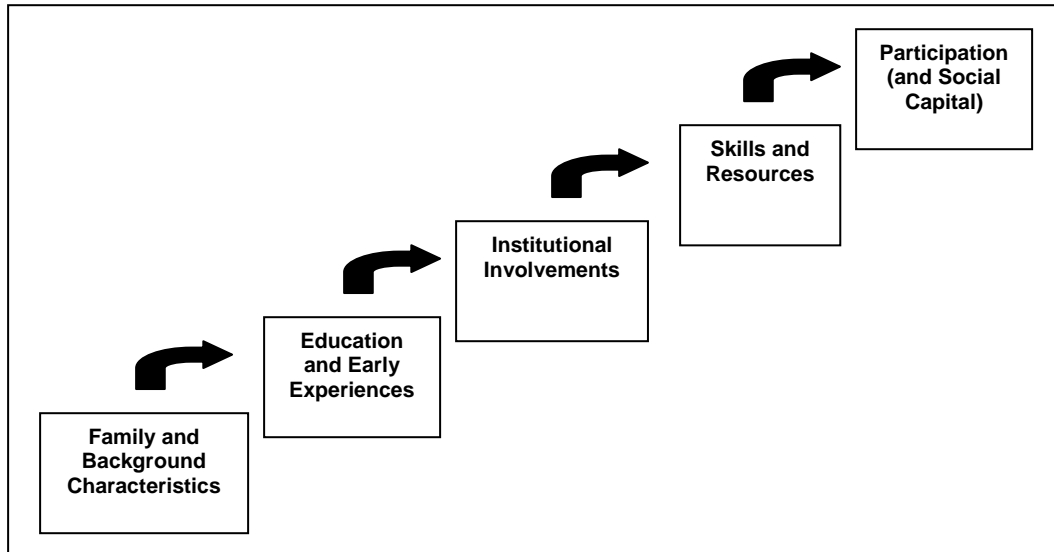 Participation
(and Social
Capital)
Skills and
Resources
Institutional
Involvements
Education
and Early
Experiences
Family and
Background
Characteristics